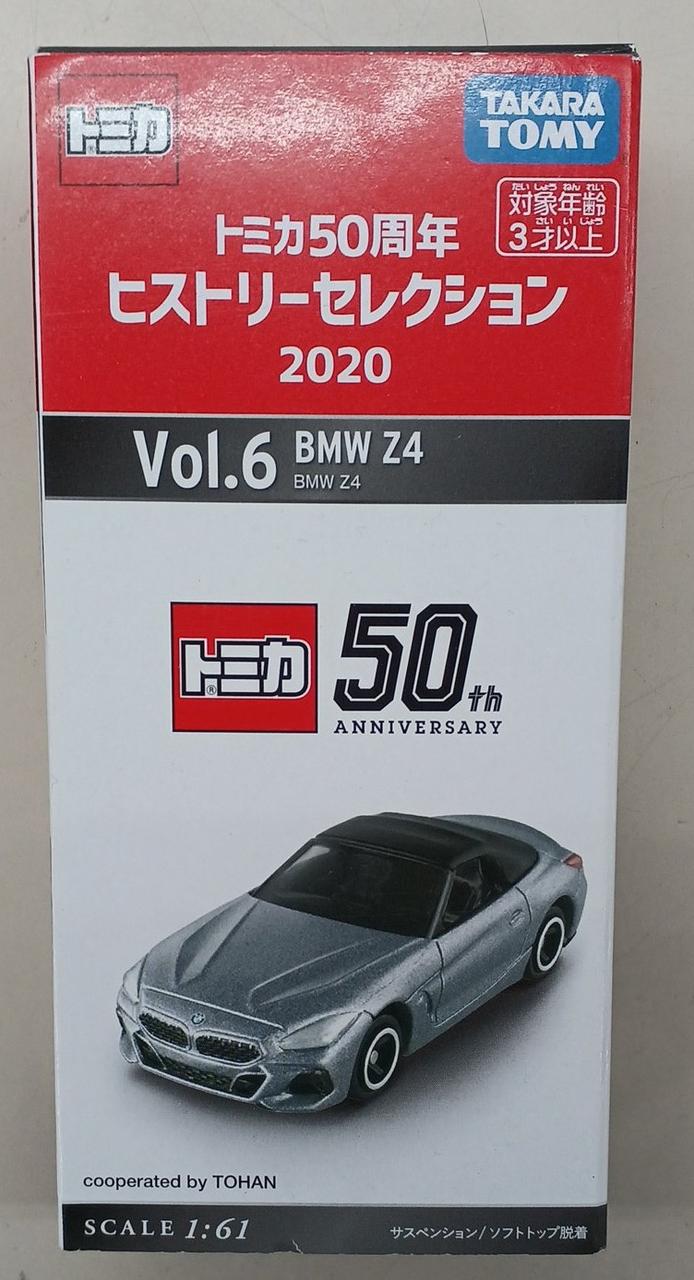 トミカ
TAKARA
TOMY
たいしょうねんれい
対象年齢
さいいじょう
3才以上
トミカ50周年
ヒストリーセレクション
2020
Vol.6 BMW Z4
BMW Z4
トミカ® 50th
ANNIVERSARY
cooperated by TOHAN
SCALE 1:61 サスペンション/ソフトトップ脱着